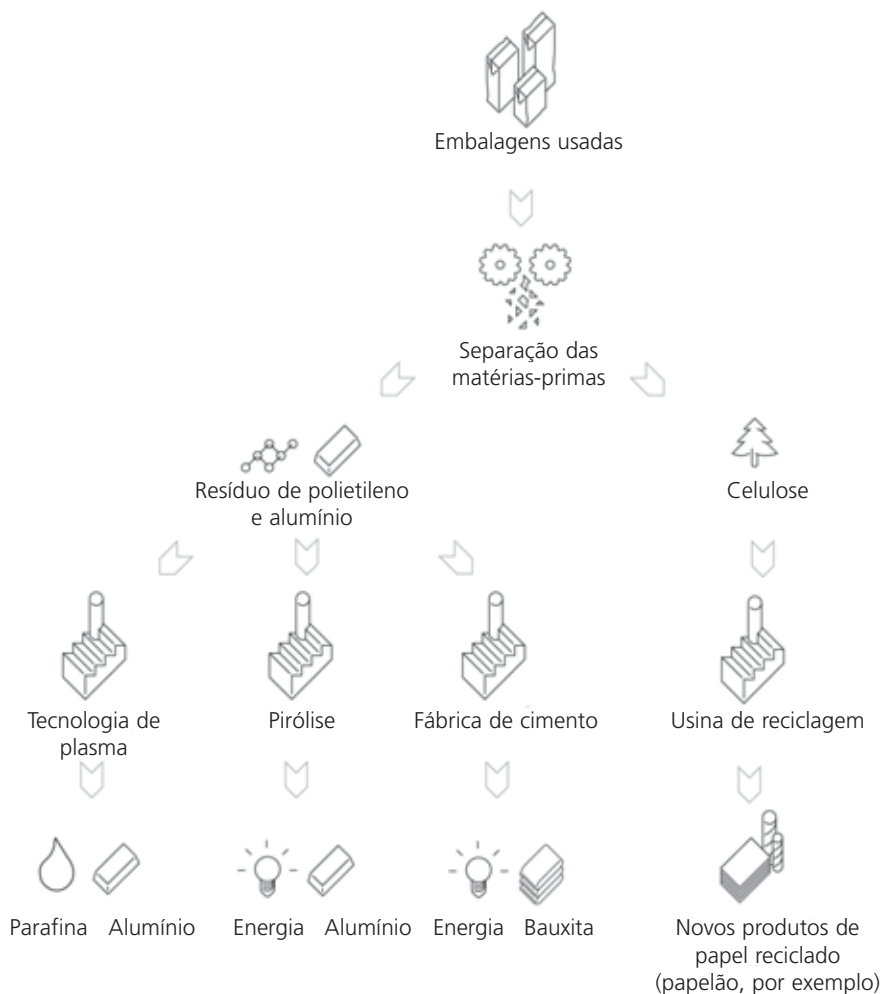 Embalagens usadas
Separação das
matérias-primas
Resíduo de polietileno
e alumínio
Celulose
Tecnologia de
plasma
Pirólise
Fábrica de cimento
Usina de reciclagem
Parafina
Alumínio
Energia
Alumínio
Energia
Bauxita
Novos produtos de
papel reciclado
(papelão, por exemplo)